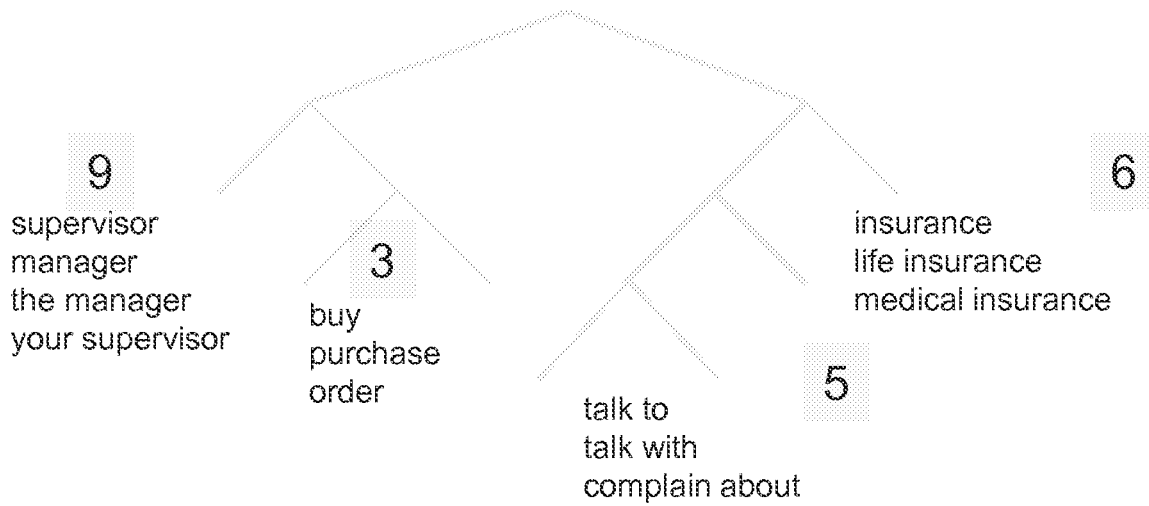 9
supervisor
manager
the manager
your supervisor
3
buy
purchase
order
5
talk to
talk with
complain about
6
insurance
life insurance
medical insurance